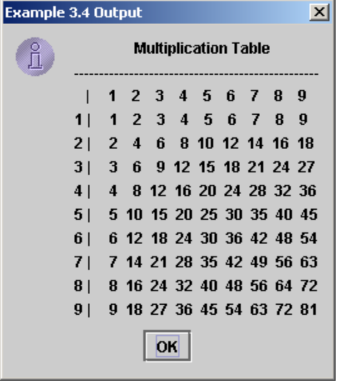 Example 3.4 Output
Multiplication Table
-------------------------------------------------
| 1 2 3 4 5 6 7 8 9
1 | 1 2 3 4 5 6 7 8 9
2 | 2 4 6 8 10 12 14 16 18
3 | 3 6 9 12 15 18 21 24 27
4 | 4 8 12 16 20 24 28 32 36
5 | 5 10 15 20 25 30 35 40 45
6 | 6 12 18 24 30 36 42 48 54
7 | 7 14 21 28 35 42 49 56 63
8 | 8 16 24 32 40 48 56 64 72
9 | 9 18 27 36 45 54 63 72 81
OK